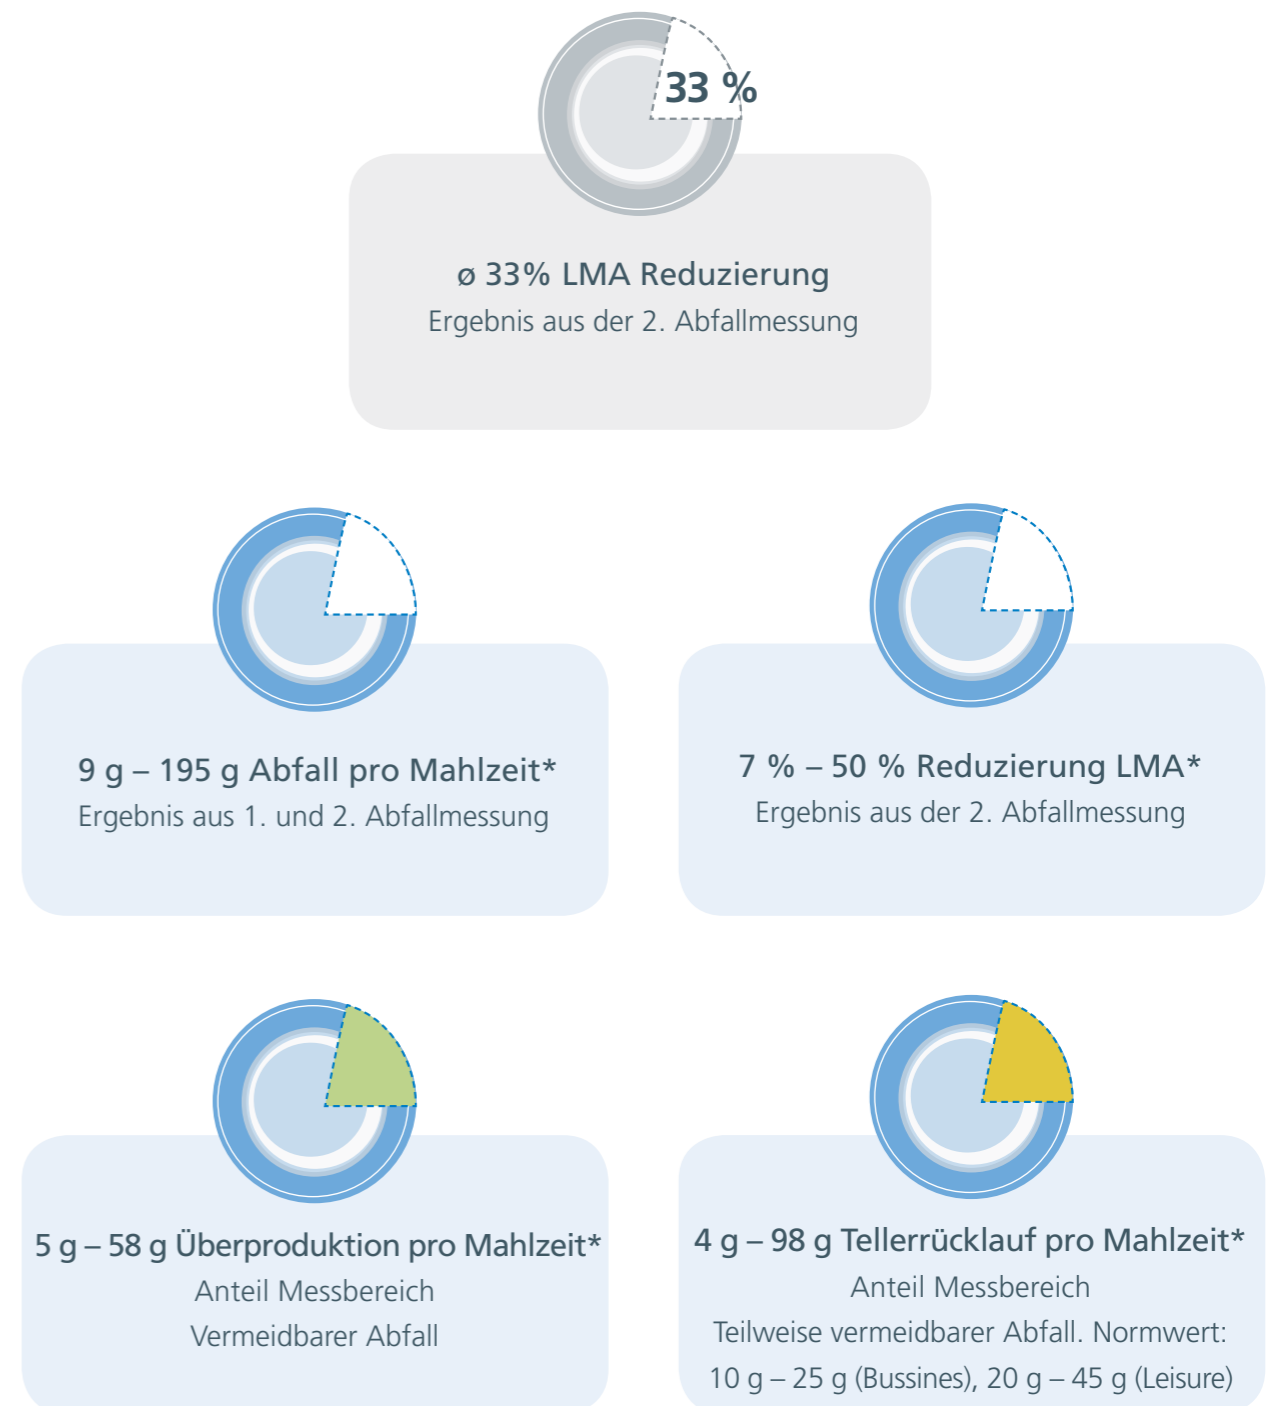 33 %
ø 33% LMA Reduzierung
Ergebnis aus der 2. Abfallmessung
9 g – 195 g Abfall pro Mahlzeit*
Ergebnis aus 1. und 2. Abfallmessung
7 % – 50 % Reduzierung LMA*
Ergebnis aus der 2. Abfallmessung
5 g – 58 g Überproduktion pro Mahlzeit*
Anteil Messbereich
Vermeidbarer Abfall
4 g – 98 g Tellerrücklauf pro Mahlzeit*
Anteil Messbereich
Teilweise vermeidbarer Abfall. Normwert:
10 g – 25 g (Bussines), 20 g – 45 g (Leisure)